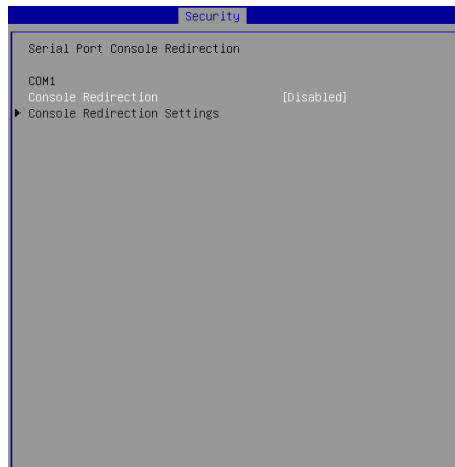 Security
Serial Port Console Redirection
COM1
Console Redirection [Disabled]
Console Redirection Settings